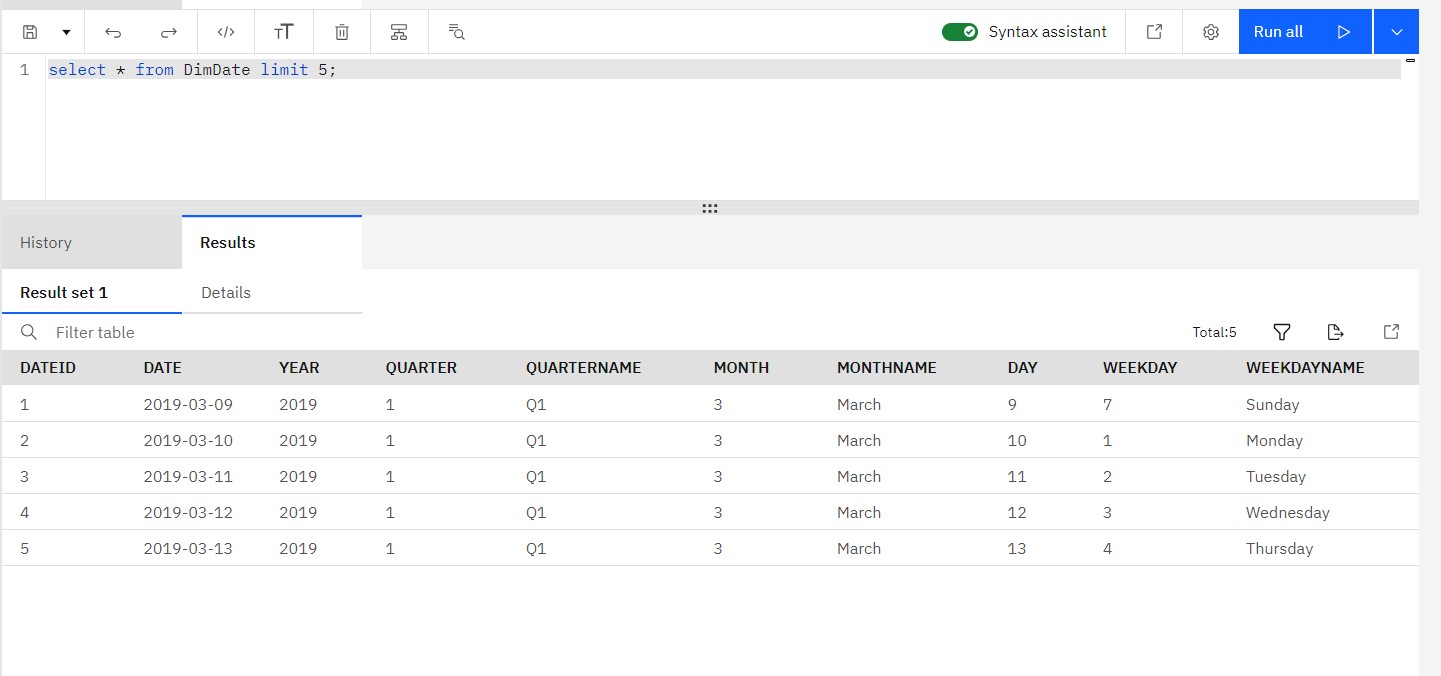 Syntax assistant Run all
1 select * from DimDate limit 5;
History Results
Result set 1 Details
Filter table Total:5
DATEID DATE YEAR QUARTER QUARTERNAME MONTH MONTHNAME DAY WEEKDAY WEEKDAYNAME
1 2019-03-09 2019 1 Q1 3 March 9 7 Sunday
2 2019-03-10 2019 1 Q1 3 March 10 1 Monday
3 2019-03-11 2019 1 Q1 3 March 11 2 Tuesday
4 2019-03-12 2019 1 Q1 3 March 12 3 Wednesday
5 2019-03-13 2019 1 Q1 3 March 13 4 Thursday